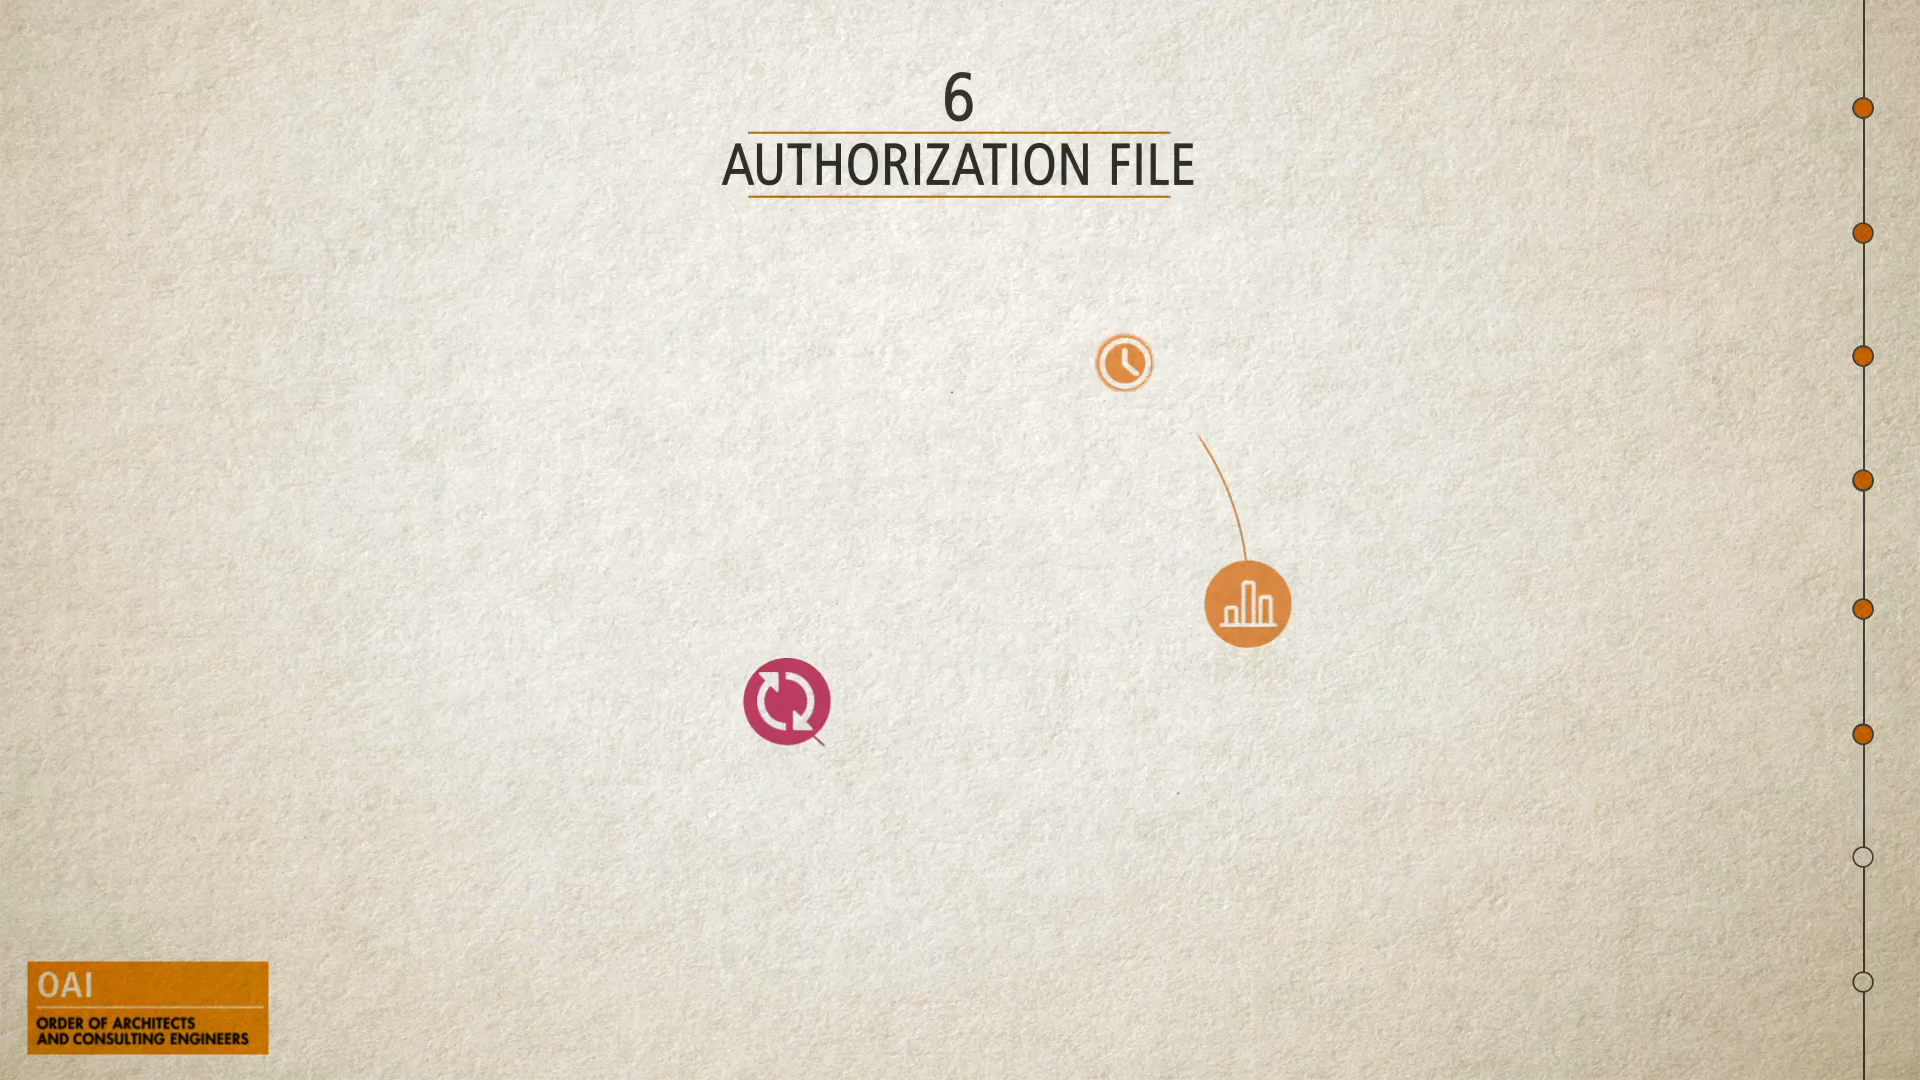 6
AUTHORIZATION FILE
OAI
ORDER OF ARCHITECTS
AND CONSULTING ENGINEERS